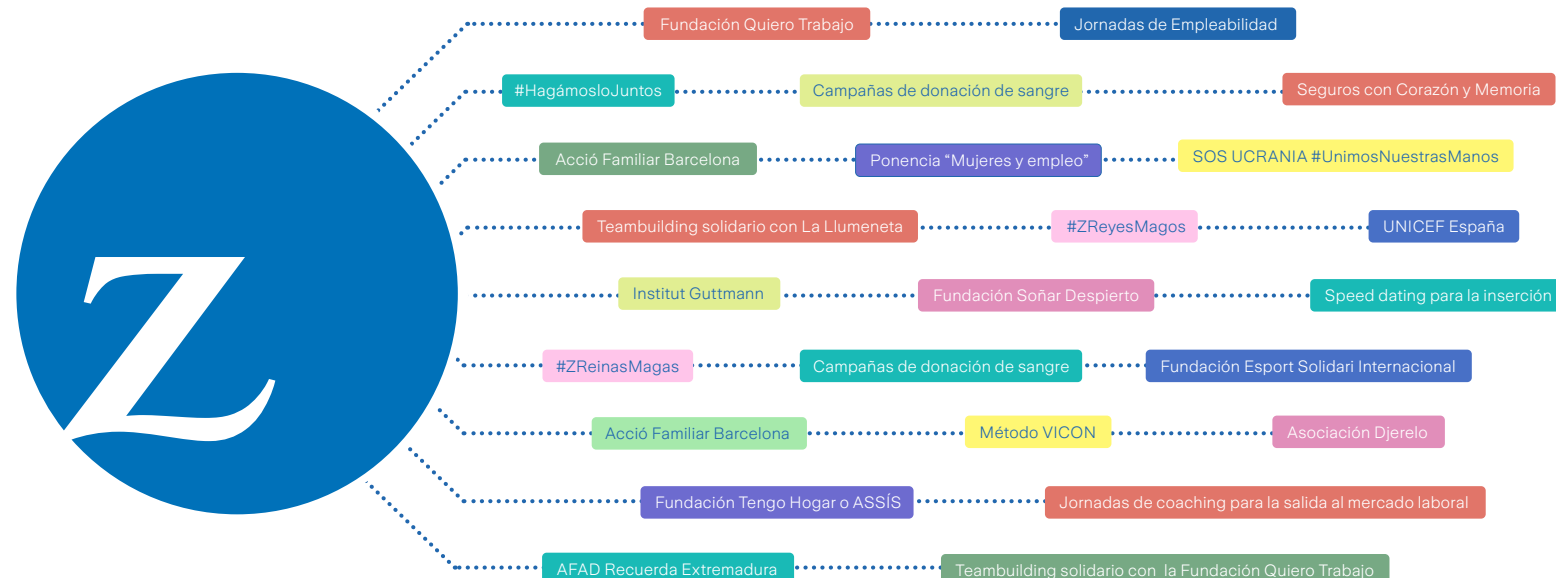 Fundación Quiero Trabajo
Jornadas de Empleabilidad
#HagámosloJuntos
Campañas de donación de sangre
Seguros con Corazón y Memoria
Acció Familiar Barcelona
Ponencia “Mujeres y empleo”
SOS UCRANIA #UnimosNuestrasManos
Teambuilding solidario con La Llumeneta
#ZReyesMagos
UNICEF España
Institut Guttmann
Fundación Soñar Despierto
Speed dating para la inserción
#ZReinasMagas
Campañas de donación de sangre
Fundación Esport Solidari Internacional
Acció Familiar Barcelona
Método VICON
Asociación Djerelo
Fundación Tengo Hogar o ASSÍS
Jornadas de coaching para la salida al mercado laboral
AFAD Recuerda Extremadura
Teambuilding solidario con la Fundación Quiero Trabajo
Z